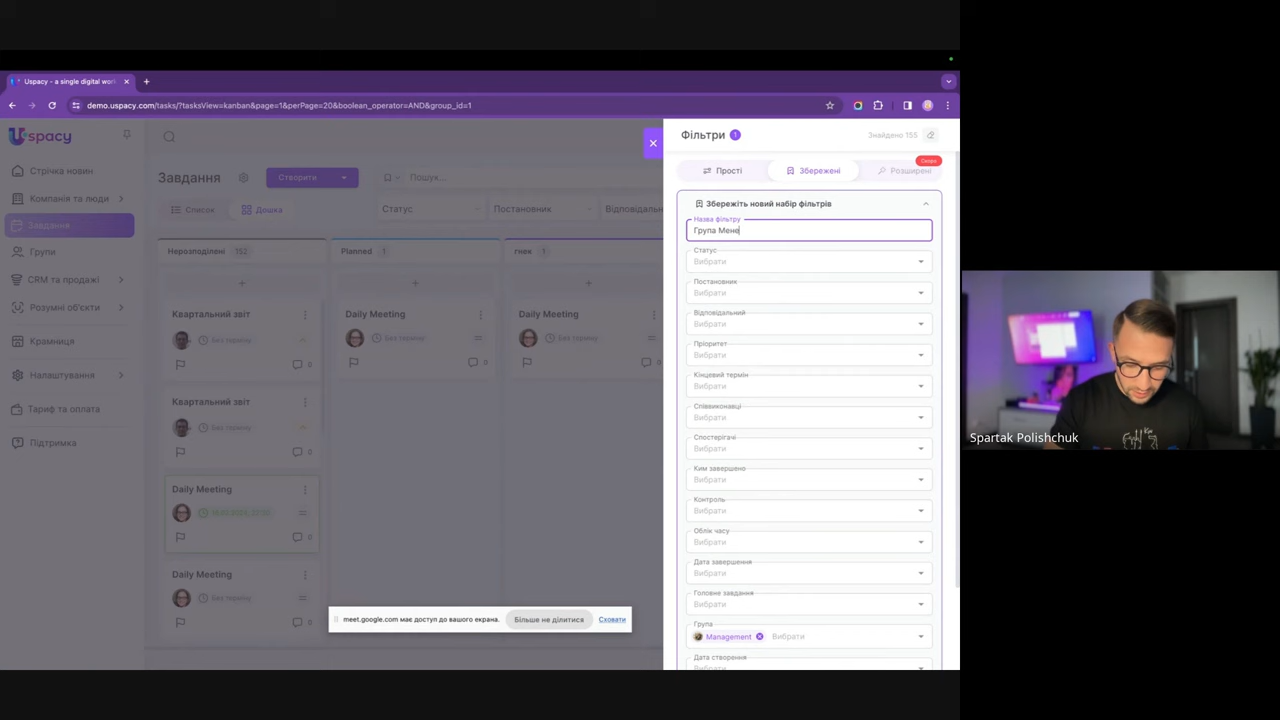 Uspacy - a single digital worl
demo.uspacy.com/tasks/?tasksView=kanban&page=1&perPage=20&boolean_operator=AND&group_id=1
Uspacy
Стрічка новин
Компанія та люди
Завдання
Групи
CRM та продажі
Розумні об'єкти
Крамниця
Налаштування
Тариф та оплата
Підтримка
Завдання
Створити
Пошук...
Список
Дошка
Статус
Постановник
Відповідальн
Нерозподілені 152
Planned 1
гнек 1
Квартальний звіт
Без терміну
0
Квартальний звіт
Без терміну
0
Daily Meeting
0
Daily Meeting
Без терміну
0
Daily Meeting
Без терміну
0
Daily Meeting
Без терміну
0
meet.google.com має доступ до вашого екрана.
Більше не ділитися
Сховати
Фільтри 1
Знайдено 155
Скоро
Прості
Збережені
Розширені
Збережіть новий набір фільтрів
Назва фільтру
Група Мене
Статус
Вибрати
Постановник
Вибрати
Відповідальний
Вибрати
Пріоритет
Вибрати
Кінцевий термін
Вибрати
Співвиконавці
Вибрати
Спостерігачі
Вибрати
Ким завершено
Вибрати
Контроль
Вибрати
Облік часу
Вибрати
Дата завершення
Вибрати
Головне завдання
Вибрати
Група
Management Вибрати
Дата створення
Вибрати
Spartak Polishchuk